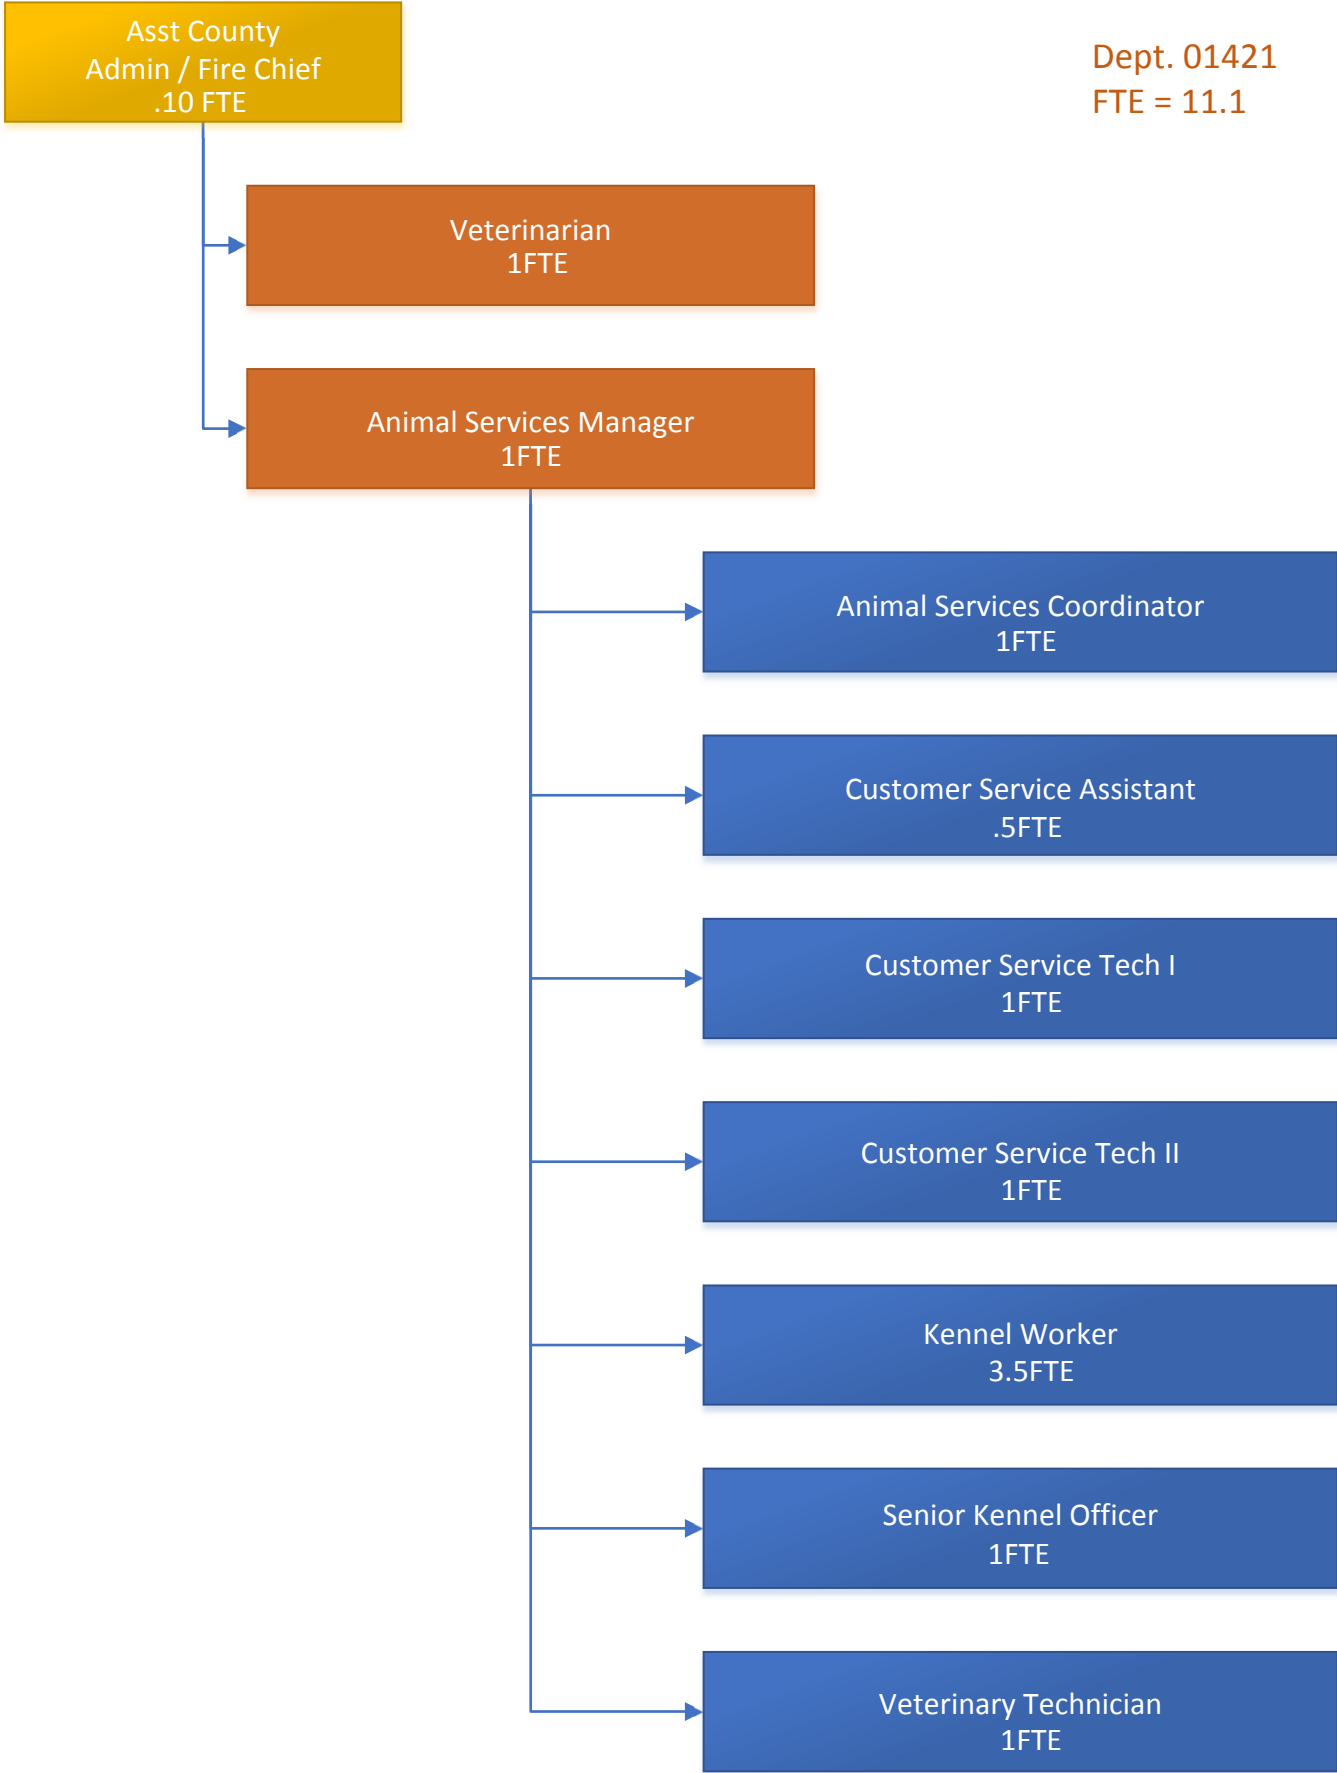 Asst County
Admin / Fire Chief
.10 FTE
Dept. 01421
FTE = 11.1
Veterinarian
1FTE
Animal Services Manager
1FTE
Animal Services Coordinator
1FTE
Customer Service Assistant
.5FTE
Customer Service Tech I
1FTE
Customer Service Tech II
1FTE
Kennel Worker
3.5FTE
Senior Kennel Officer
1FTE
Veterinary Technician
1FTE